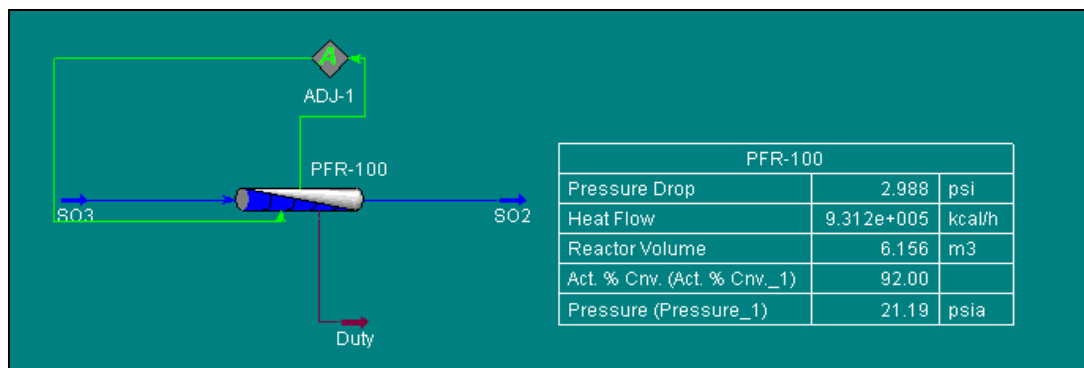 A
ADJ-1
PFR-100
SO3
SO2
Duty
PFR-100
Pressure Drop 2.988 psi
Heat Flow 9.312e+005 kcal/h
Reactor Volume 6.156 m3
Act. % Cnv. (Act. % Cnv._1) 92.00
Pressure (Pressure_1) 21.19 psia